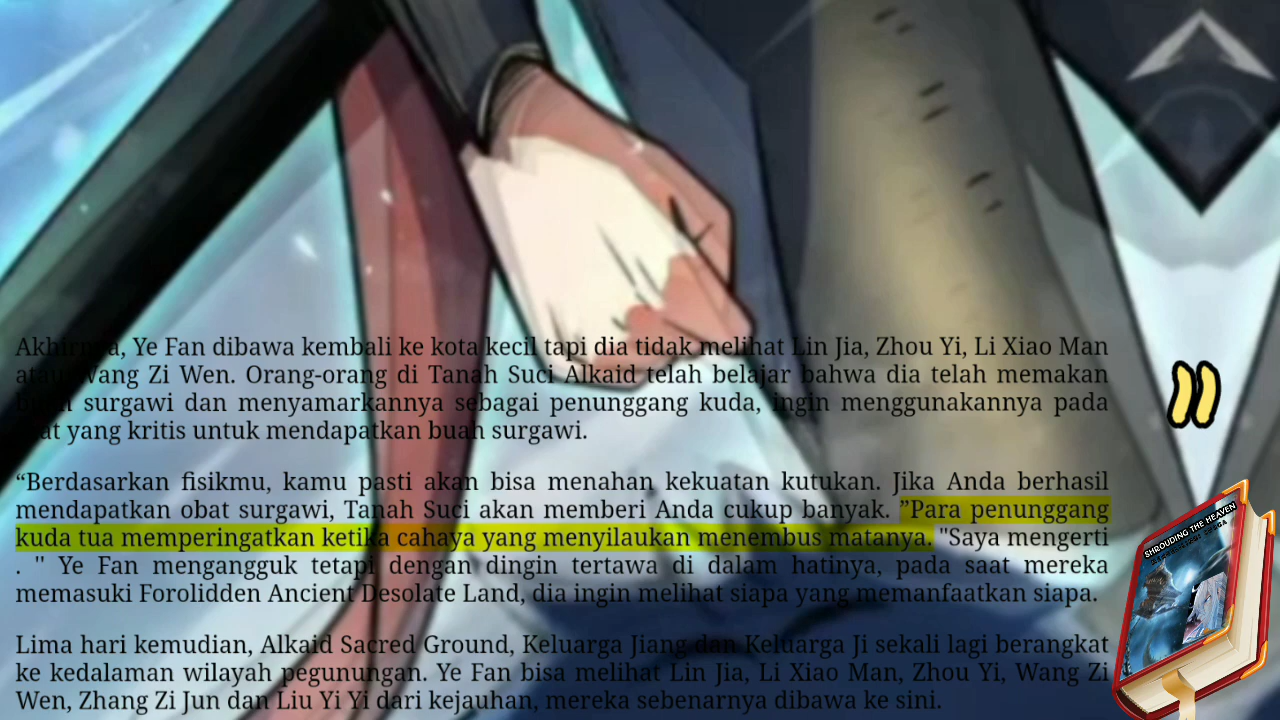 Akhirnya, Ye Fan dibawa kembali ke kota kecil tapi dia tidak melihat Lin Jia, Zhou Yi, Li Xiao Man
atau Wang Zi Wen. Orang-orang di Tanah Suci Alkaid telah belajar bahwa dia telah memakan
buah surgawi dan menyamarkannya sebagai penunggang kuda, ingin menggunakannya pada
saat yang kritis untuk mendapatkan buah surgawi.
“Berdasarkan fisikmu, kamu pasti akan bisa menahan kekuatan kutukan. Jika Anda berhasil
mendapatkan obat surgawi, Tanah Suci akan memberi Anda cukup banyak. ”Para penunggang
kuda tua memperingatkan ketika cahaya yang menyilaukan menembus matanya. "Saya mengerti
. " Ye Fan mengangguk tetapi dengan dingin tertawa di dalam hatinya, pada saat mereka
memasuki Forolidden Ancient Desolate Land, dia ingin melihat siapa yang memanfaatkan siapa.
Lima hari kemudian, Alkaid Sacred Ground, Keluarga Jiang dan Keluarga Ji sekali lagi berangkat
ke kedalaman wilayah pegunungan. Ye Fan bisa melihat Lin Jia, Li Xiao Man, Zhou Yi, Wang Zi
Wen, Zhang Zi Jun dan Liu Yi Yi dari kejauhan, mereka sebenarnya dibawa ke sini.
SHROUDING THE HEAVEN